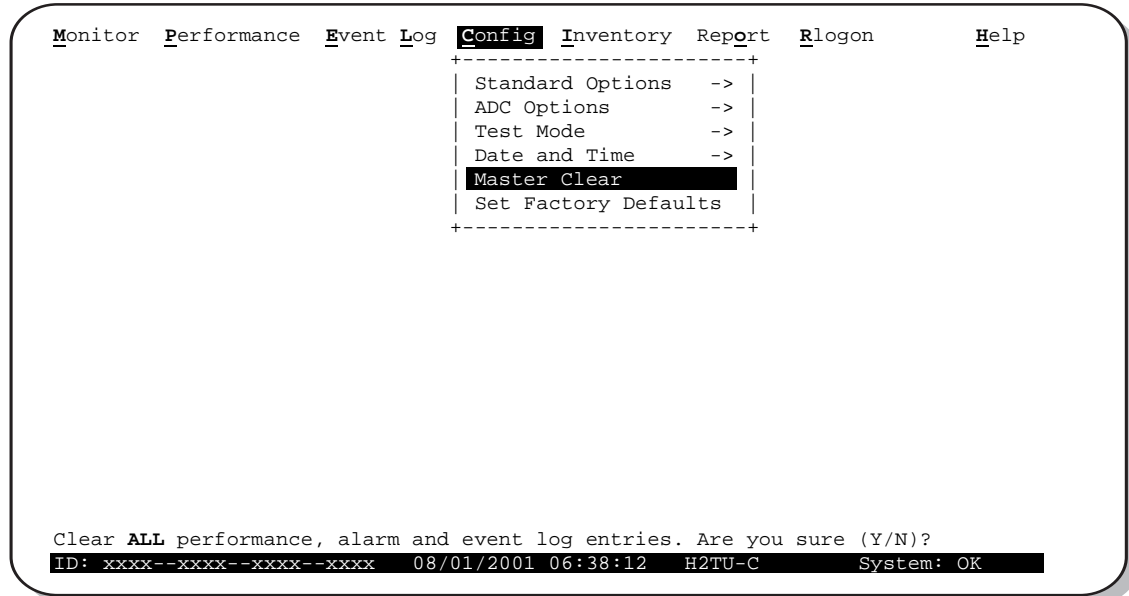 Monitor Performance Event Log Config Inventory Report Rlogon Help
+-----------------------+
| Standard Options -> |
| ADC Options -> |
| Test Mode -> |
| Date and Time -> |
| Master Clear |
| Set Factory Defaults |
+-----------------------+
Clear ALL performance, alarm and event log entries. Are you sure (Y/N)?
ID: xxxx--xxxx--xxxx--xxxx 08/01/2001 06:38:12 H2TU-C System: OK